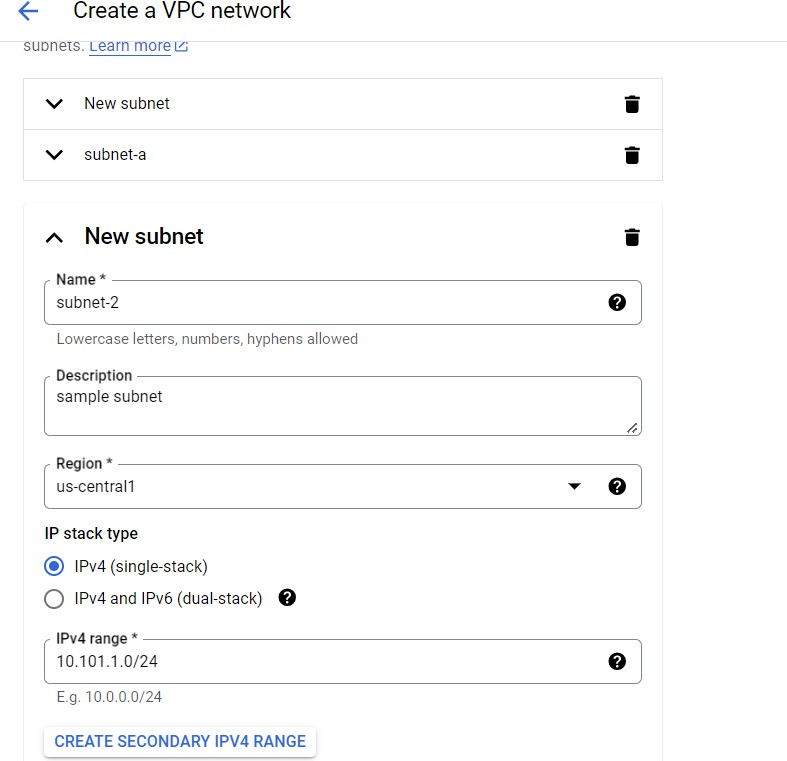 Create a VPC network
subnets. Learn more
New subnet
subnet-a
New subnet
Name *
subnet-2
Lowercase letters, numbers, hyphens allowed
Description
sample subnet
Region *
us-central1
IP stack type
IPv4 (single-stack)
IPv4 and IPv6 (dual-stack)
IPv4 range *
10.101.1.0/24
E.g. 10.0.0.0/24
CREATE SECONDARY IPV4 RANGE